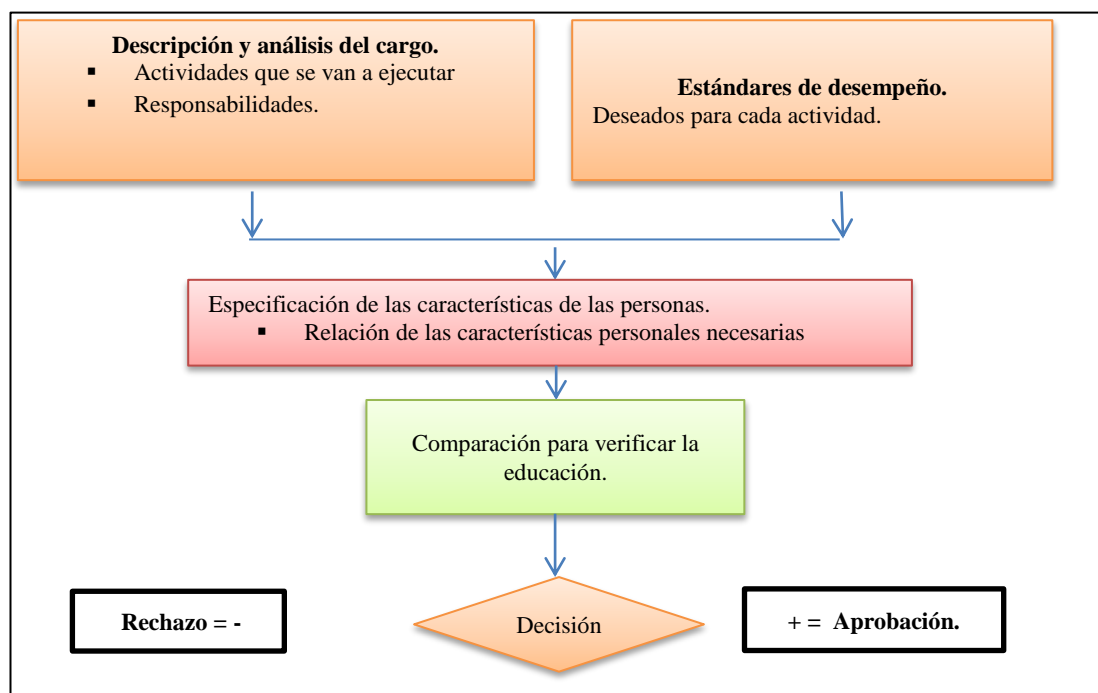 Descripción y análisis del cargo.
▪ Actividades que se van a ejecutar
▪ Responsabilidades.
Estándares de desempeño.
Deseados para cada actividad.
Especificación de las características de las personas.
▪ Relación de las características personales necesarias
Comparación para verificar la
educación.
Rechazo = -
Decisión
+ = Aprobación.